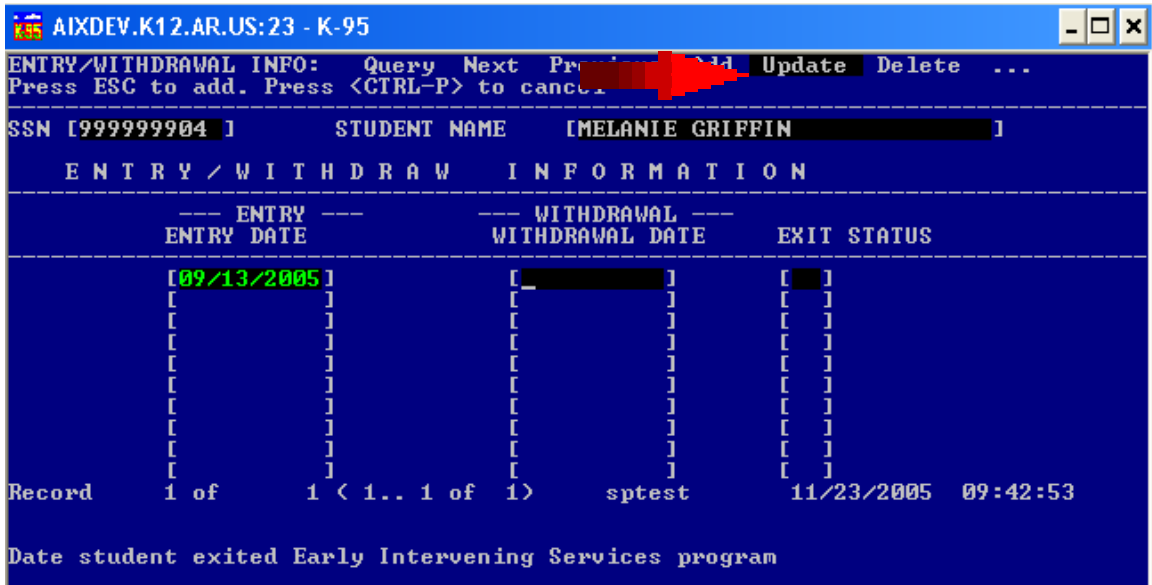 K-95 AIXDEV.K12.AR.US:23 - K-95
ENTRY/WITHDRAWAL INFO: Query Next Add Update Delete ...
Press ESC to add. Press <CTRL-P> to cancel
SSN [999999904 ] STUDENT NAME [MELANIE GRIFFIN ]
E N T R Y / W I T H D R A W I N F O R M A T I O N
--- ENTRY --- --- WITHDRAWAL ---
ENTRY DATE WITHDRAWAL DATE EXIT STATUS
[09/13/2005] [_ ] [ ]
[ ] [ ] [ ]
[ ] [ ] [ ]
[ ] [ ] [ ]
[ ] [ ] [ ]
[ ] [ ] [ ]
[ ] [ ] [ ]
[ ] [ ] [ ]
[ ] [ ] [ ]
[ ] [ ] [ ]
Record 1 of 1 ( 1.. 1 of 1) sptest 11/23/2005 09:42:53
Date student exited Early Intervening Services program